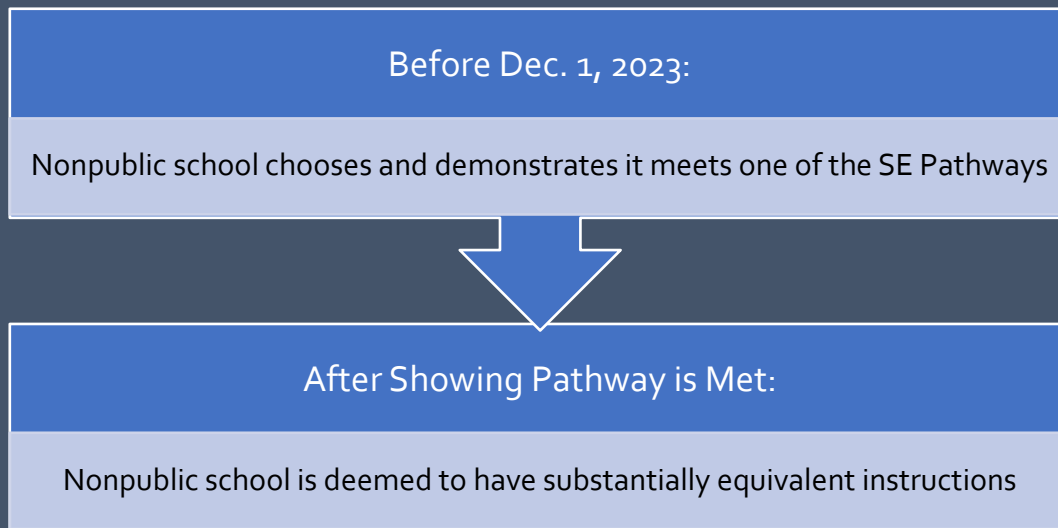 Before Dec. 1, 2023:
Nonpublic school chooses and demonstrates it meets one of the SE Pathways
After Showing Pathway is Met:
Nonpublic school is deemed to have substantially equivalent instructions